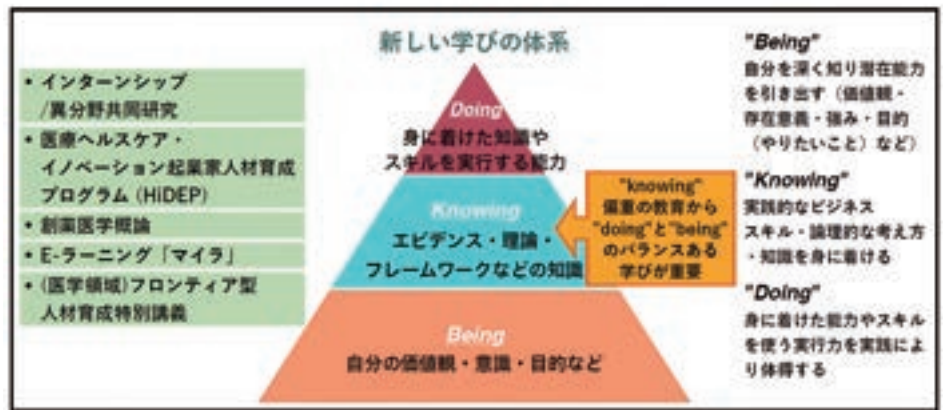 新しい学びの体系
• インターンシップ
/異分野共同研究
• 医療ヘルスケア・
イノベーション起業家人材育成
プログラム (HiDEP)
• 創薬医学概論
• E-ラーニング「マイラ」
• (医学領域)フロンティア型
人材育成特別講義
Doing
身に着けた知識や
スキルを実行する能力
Knowing
エビデンス・理論・
フレームワークなどの知識
Being
自分の価値観・意識・目的など
"knowing"
偏重の教育から
"doing"と"being"
のバランスある
学びが重要
"Being"
自分を深く知り潜在能力
を引き出す（価値観・
存在意義・強み・目的
（やりたいこと）など）
"Knowing"
実践的なビジネス
スキル・論理的な考え方
・知識を身に着ける
"Doing"
身に着けた能力やスキル
を使う実行力を実践によ
り体得する